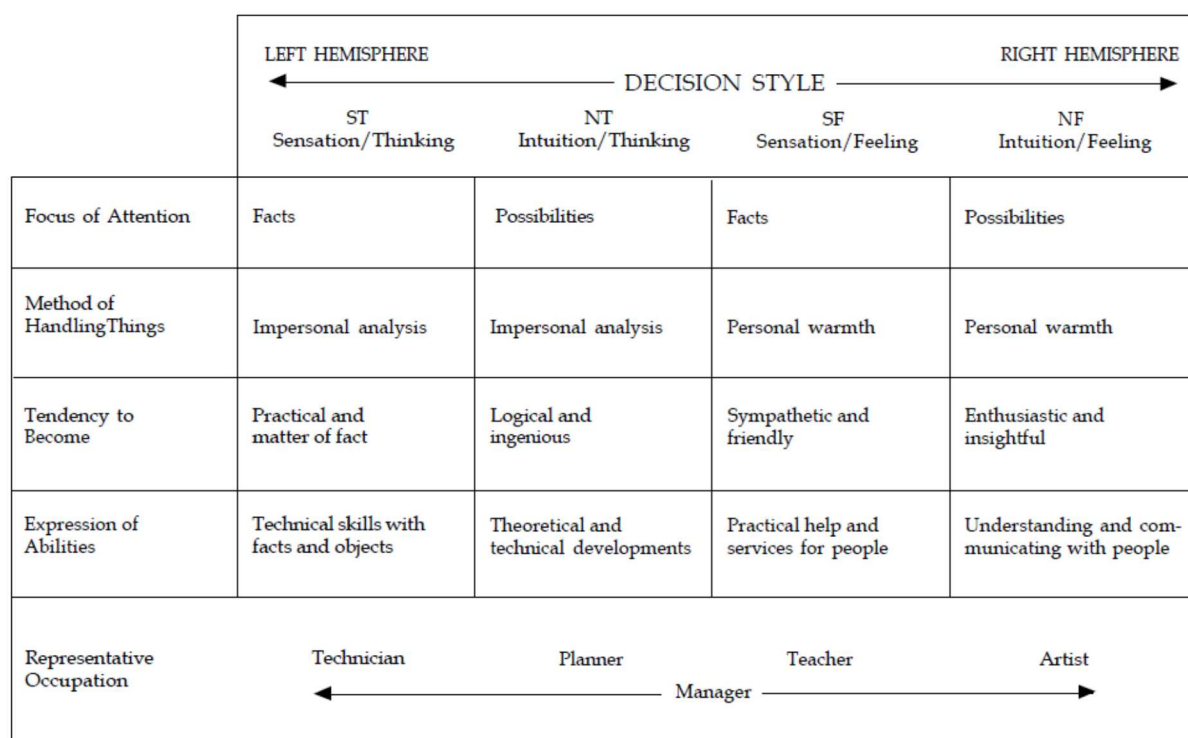 LEFT HEMISPHERE
RIGHT HEMISPHERE
DECISION STYLE
ST
Sensation/Thinking
NT
Intuition/Thinking
SF
Sensation/Feeling
NF
Intuition/Feeling
Focus of Attention
Facts
Possibilities
Facts
Possibilities
Method of
HandlingThings
Impersonal analysis
Impersonal analysis
Personal warmth
Personal warmth
Tendency to
Become
Practical and
matter of fact
Logical and
ingenious
Sympathetic and
friendly
Enthusiastic and
insightful
Expression of
Abilities
Technical skills with
facts and objects
Theoretical and
technical developments
Practical help and
services for people
Understanding and com-
municating with people
Representative
Occupation
Technician
Planner
Teacher
Artist
Manager